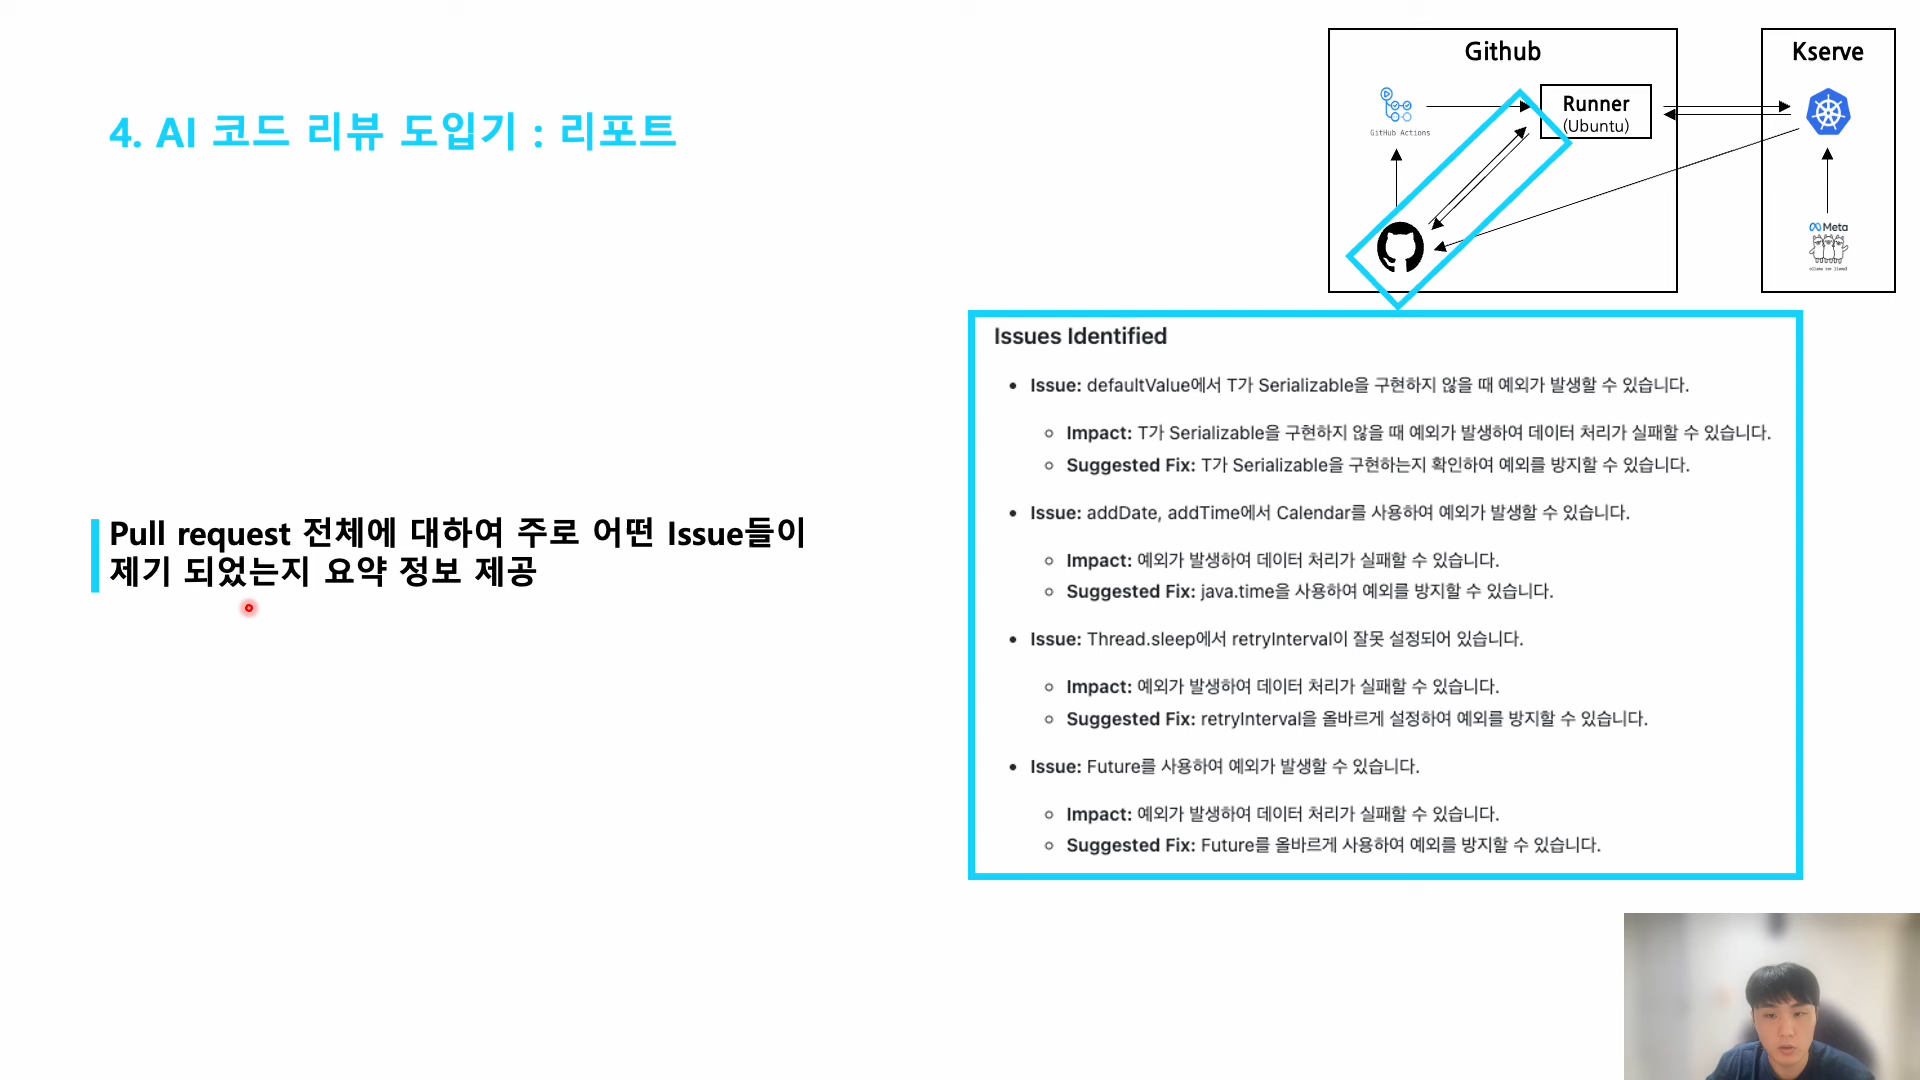 4. AI 코드 리뷰 도입기 : 리포트
Github
Kserve
GitHub Actions
Runner
(Ubuntu)
Meta
Pull request 전체에 대하여 주로 어떤 Issue들이
제기 되었는지 요약 정보 제공
Issues Identified
• Issue: defaultValue에서 T가 Serializable을 구현하지 않을 때 예외가 발생할 수 있습니다.
◦ Impact: T가 Serializable을 구현하지 않을 때 예외가 발생하여 데이터 처리가 실패할 수 있습니다.
◦ Suggested Fix: T가 Serializable을 구현하는지 확인하여 예외를 방지할 수 있습니다.
• Issue: addDate, addTime에서 Calendar를 사용하여 예외가 발생할 수 있습니다.
◦ Impact: 예외가 발생하여 데이터 처리가 실패할 수 있습니다.
◦ Suggested Fix: java.time을 사용하여 예외를 방지할 수 있습니다.
• Issue: Thread.sleep에서 retryInterval이 잘못 설정되어 있습니다.
◦ Impact: 예외가 발생하여 데이터 처리가 실패할 수 있습니다.
◦ Suggested Fix: retryInterval을 올바르게 설정하여 예외를 방지할 수 있습니다.
• Issue: Future를 사용하여 예외가 발생할 수 있습니다.
◦ Impact: 예외가 발생하여 데이터 처리가 실패할 수 있습니다.
◦ Suggested Fix: Future를 올바르게 사용하여 예외를 방지할 수 있습니다.